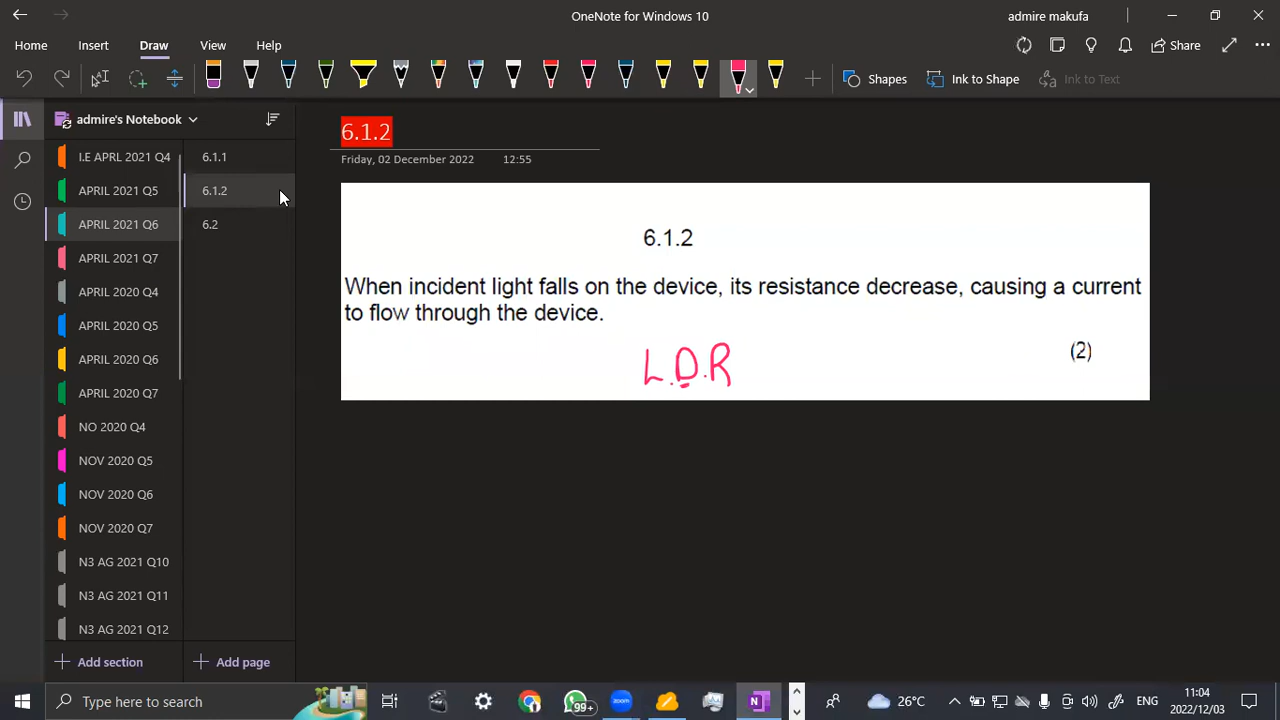 OneNote for Windows 10
admire makufa
Home
Insert
Draw
View
Help
Share
Shapes
Ink to Shape
Ink to Text
admire's Notebook
I.E APRL 2021 Q4
APRIL 2021 Q5
APRIL 2021 Q6
APRIL 2021 Q7
APRIL 2020 Q4
APRIL 2020 Q5
APRIL 2020 Q6
APRIL 2020 Q7
NO 2020 Q4
NOV 2020 Q5
NOV 2020 Q6
NOV 2020 Q7
N3 AG 2021 Q10
N3 AG 2021 Q11
N3 AG 2021 Q12
Add section
6.1.1
6.1.2
6.2
Add page
6.1.2
Friday, 02 December 2022 12:55
6.1.2
When incident light falls on the device, its resistance decrease, causing a current
to flow through the device.
(2)
L.D.R
Type here to search
99+
zoom
26°C
ENG
11:04
2022/12/03